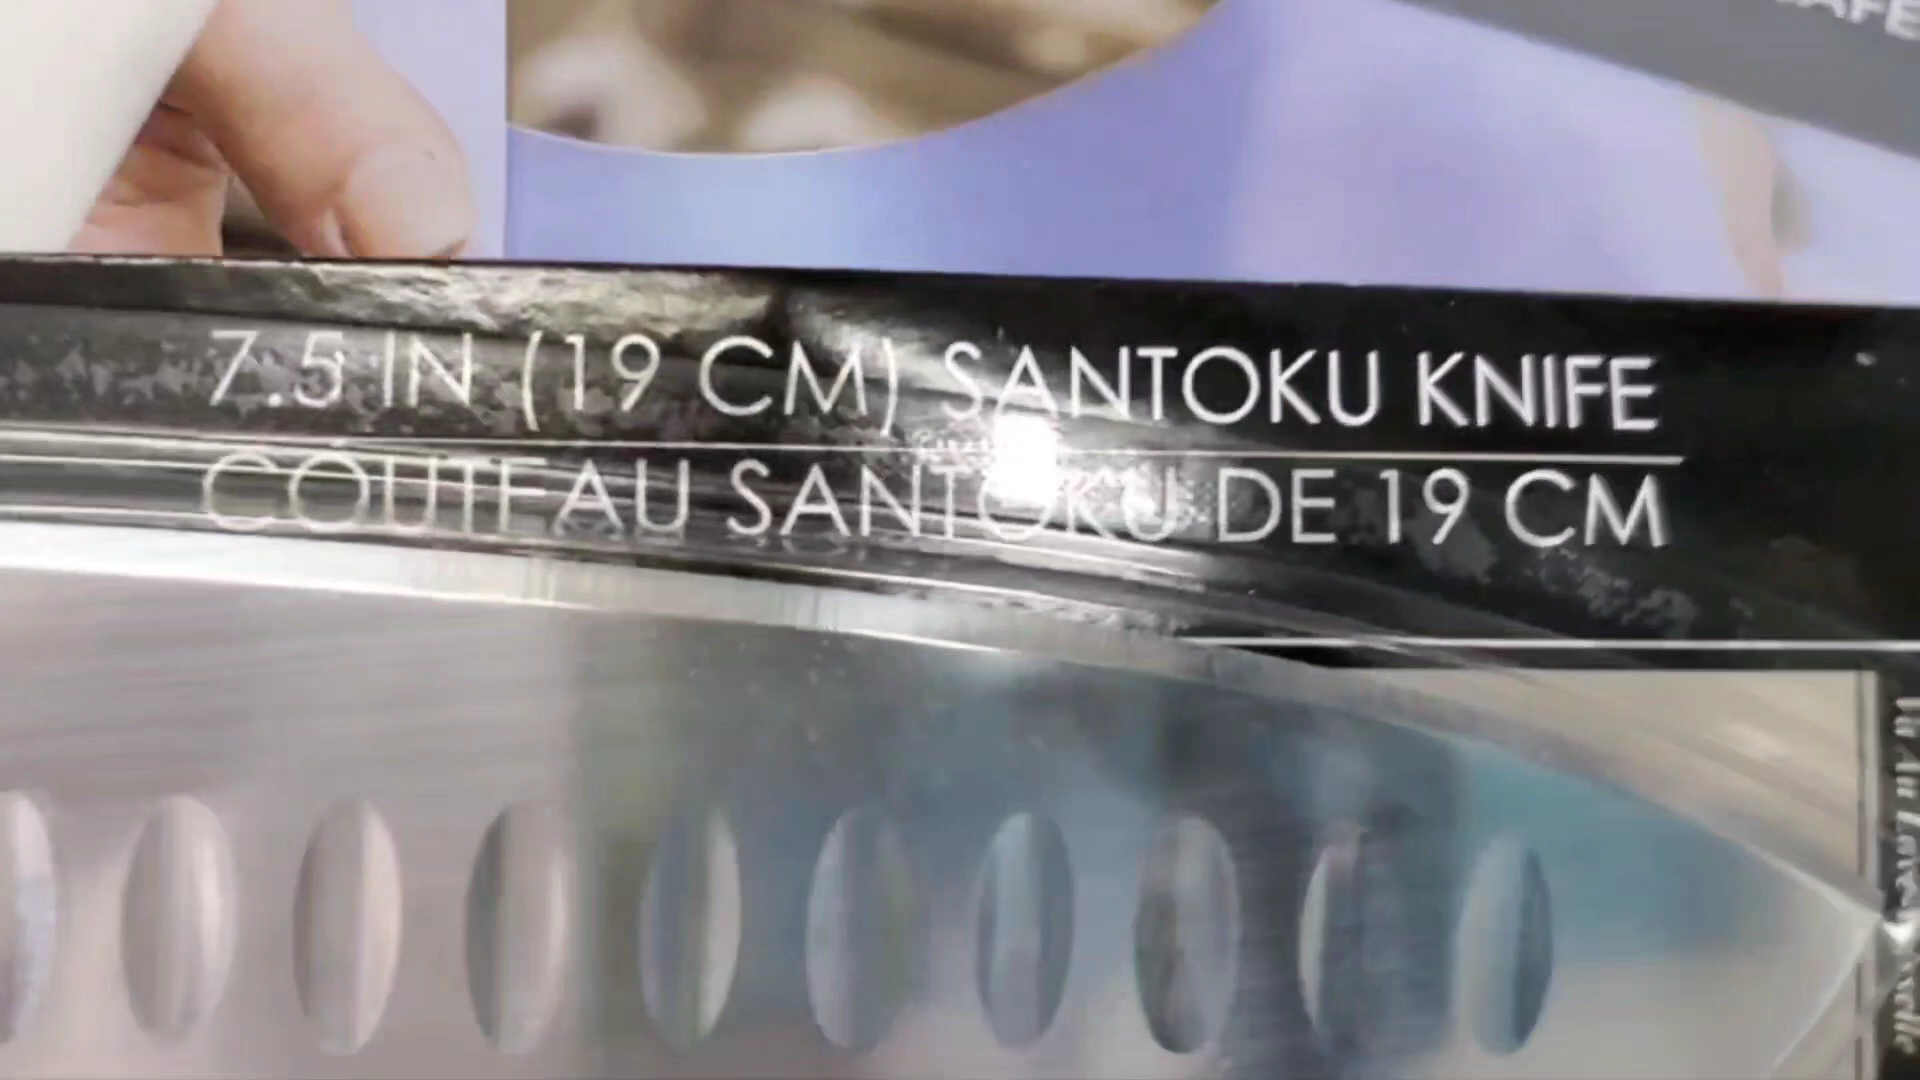 7.5 IN (19 CM) SANTOKU KNIFE
COUTEAU SANTOKU DE 19 CM